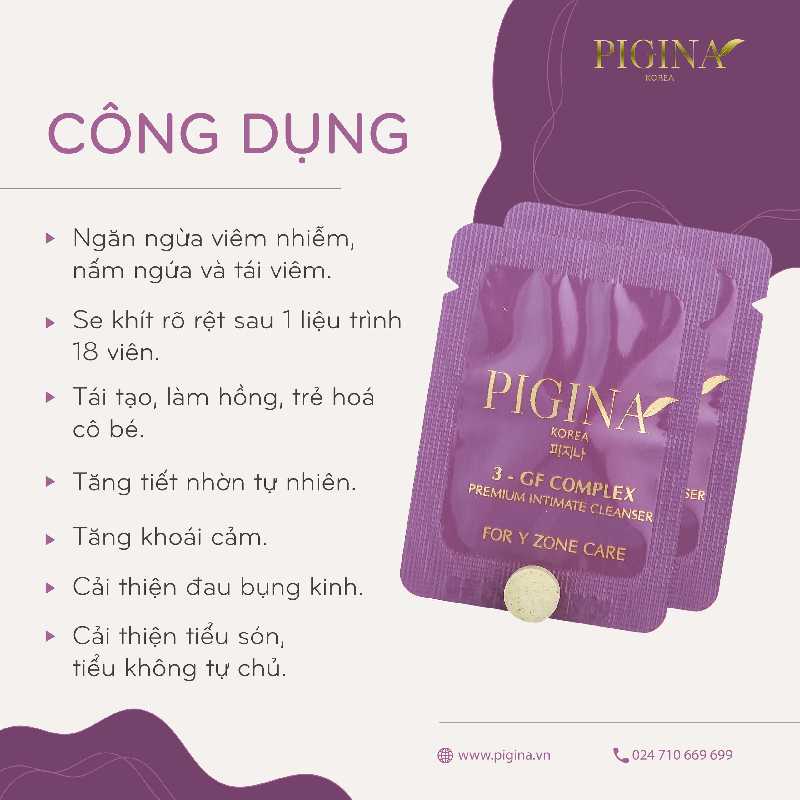 PIGINA
KOREA
CÔNG DỤNG
Ngăn ngừa viêm nhiễm,
nấm ngứa và tái viêm.
Se khít rõ rệt sau 1 liệu trình
18 viên.
Tái tạo, làm hồng, trẻ hoá
cô bé.
Tăng tiết nhờn tự nhiên.
Tăng khoái cảm.
Cải thiện đau bụng kinh.
Cải thiện tiểu són,
tiểu không tự chủ.
PIGINA
KOREA
피지나
3 - GF COMPLEX
PREMIUM INTIMATE CLEANSER
FOR Y ZONE CARE
SER
www.pigina.vn
024 710 669 699